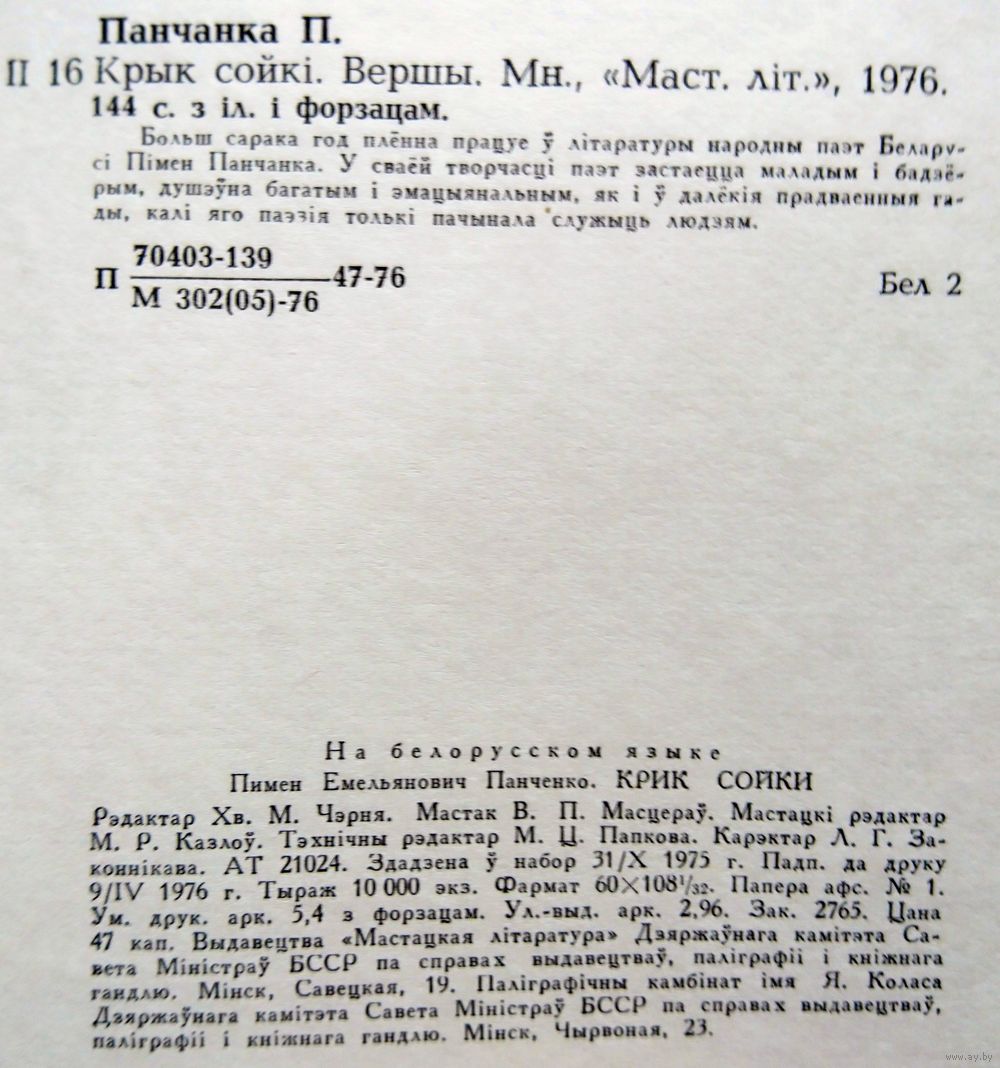 Панчанка П.
П 16 Крык сойкі. Вершы. Мн., «Маст. літ.», 1976.
144 с. з іл. і форзацам.
Больш сарака год плённа працуе ў літаратуры народны паэт Белару-
сі Пімен Панчанка. У сваёй творчасці паэт застаецца маладым і бадзё-
рым, душэўна багатым і эмацыянальным, як і ў далёкія прадваенныя га-
ды, калі яго паэзія толькі пачынала служыць людзям.
70403-139
П ———— 47-76
М 302(05)-76
Бел 2
На белорусском языке
Пимен Емельянович Панченко. КРИК СОЙКИ
Рэдактар Хв. М. Чэрня. Мастак В. П. Масцераў. Мастацкі рэдактар
М. Р. Казлоў. Тэхнічны рэдактар М. Ц. Папкова. Карэктар Л. Г. За-
коннікава. АТ 21024. Здадзена ў набор 31/X 1975 г. Падп. да друку
9/IV 1976 г. Тыраж 10 000 экз. Фармат 60×108¹/₃₂. Папера афс. № 1.
Ум. друк. арк. 5,4 з форзацам. Ул.-выд. арк. 2,96. Зак. 2765. Цана
47 кап. Выдавецтва «Мастацкая літаратура» Дзяржаўнага камітэта Са-
вета Міністраў БССР па справах выдавецтваў, паліграфіі і кніжнага
гандлю. Мінск, Савецкая, 19. Паліграфічны камбінат імя Я. Коласа
Дзяржаўнага камітэта Савета Міністраў БССР па справах выдавецтваў,
паліграфіі і кніжнага гандлю. Мінск, Чырвоная, 23.
www.ay.by